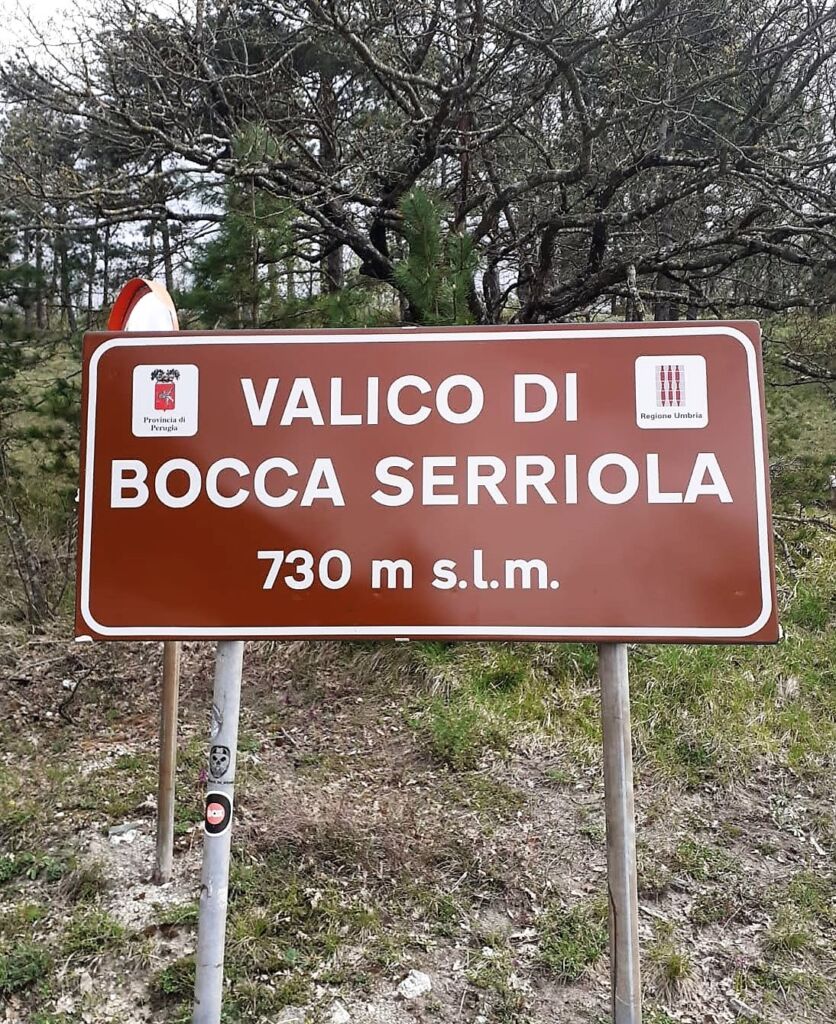 Provincia di
Perugia
VALICO DI
Regione Umbria
BOCCA SERRIOLA
730 m s.l.m.